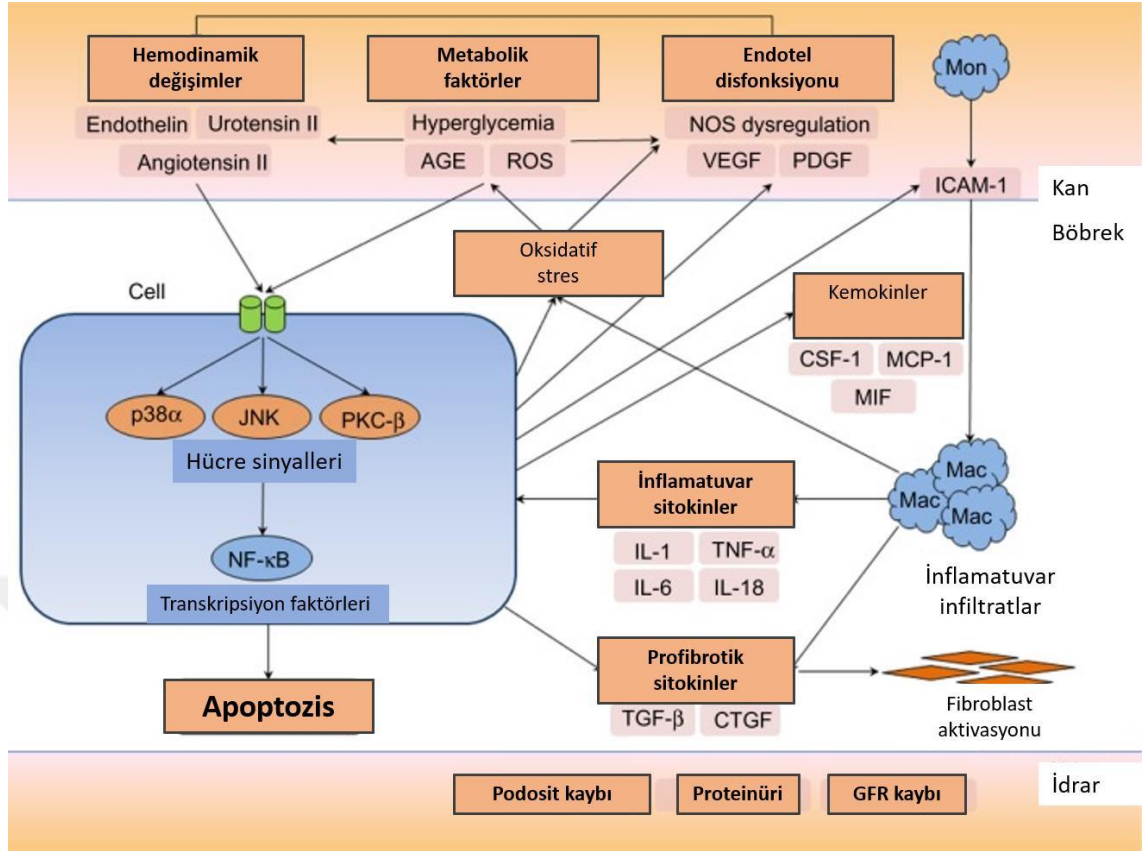 Hemodinamik
değişimler
Metabolik
faktörler
Endotel
disfonksiyonu
Mon
Endothelin
Urotensin II
Angiotensin II
Hyperglycemia
AGE
ROS
NOS dysregulation
VEGF
PDGF
ICAM-1
Kan
Böbrek
Oksidatif
stres
Cell
Kemokinler
CSF-1
MCP-1
MIF
p38α
JNK
PKC-β
Hücre sinyalleri
NF-κB
Transkripsiyon faktörleri
Apoptozis
İnflamatuvar
sitokinler
IL-1
TNF-α
IL-6
IL-18
Mac
Mac
Mac
İnflamatuvar
infiltratlar
Profibrotik
sitokinler
TGF-β
CTGF
Fibroblast
aktivasyonu
İdrar
Podosit kaybı
Proteinüri
GFR kaybı